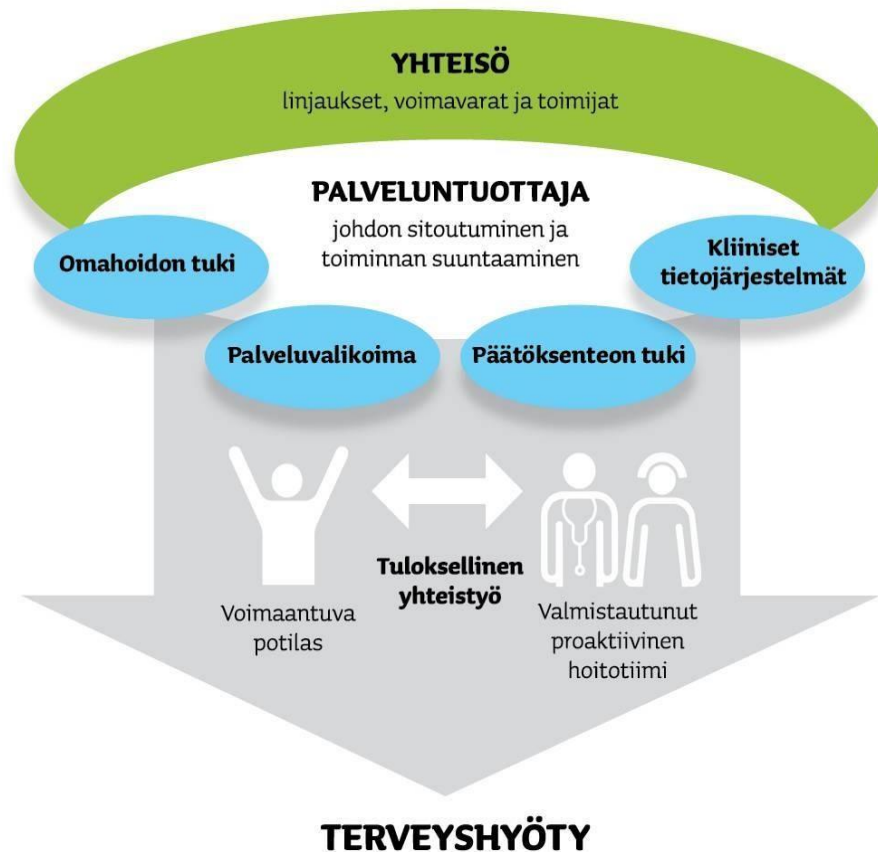 YHTEISÖ
linjaukset, voimavarat ja toimijat
PALVELUNTUOTTAJA
johdon sitoutuminen ja
toiminnan suuntaaminen
Omahoidon tuki
Kliiniset
tietojärjestelmät
Palveluvalikoima
Päätöksenteon tuki
Tuloksellinen
yhteistyö
Voimaantuva
potilas
Valmistautunut
proaktiivinen
hoitotiimi
TERVEYSHYÖTY